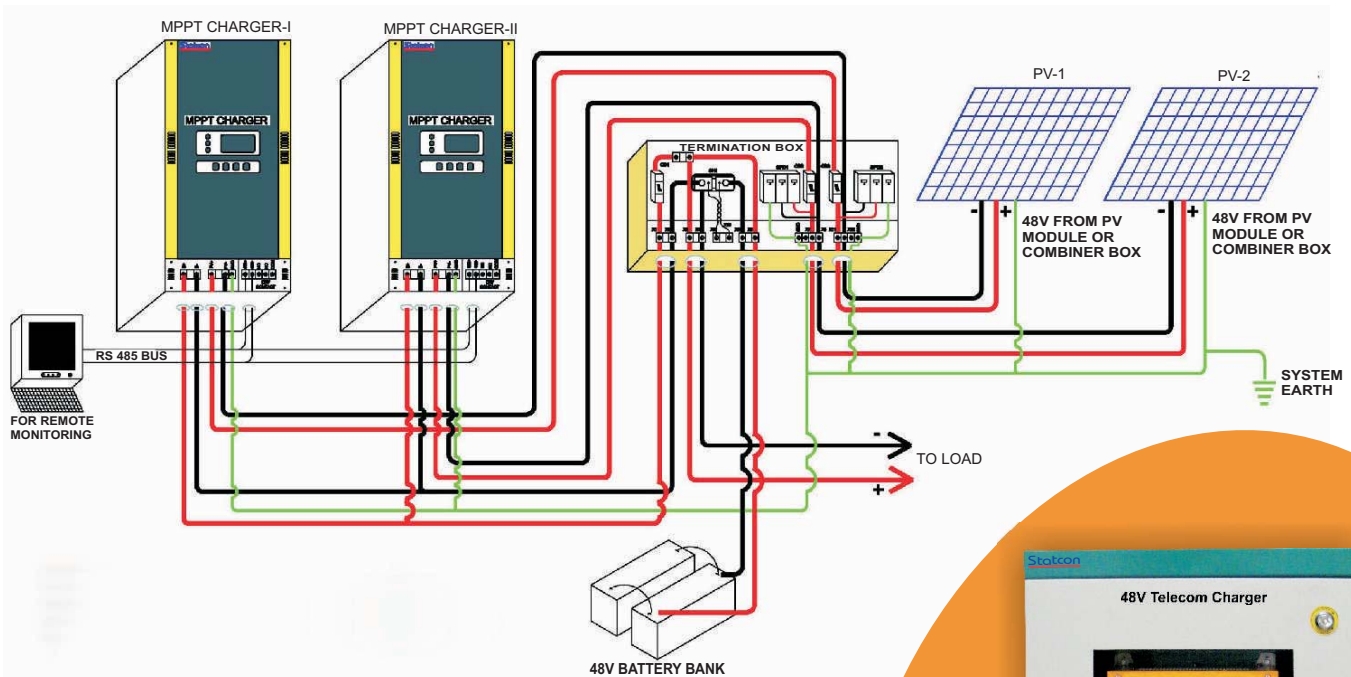 MPPT CHARGER-I
MPPT CHARGER-II
Statcon
Statcon
MPPT CHARGER
MPPT CHARGER
TERMINATION BOX
PV-1
PV-2
-
+
48V FROM PV
MODULE OR
COMBINER BOX
-
+
48V FROM PV
MODULE OR
COMBINER BOX
RS 485 BUS
FOR REMOTE
MONITORING
SYSTEM
EARTH
-
TO LOAD
+
48V BATTERY BANK
Statcon
48V Telecom Charger